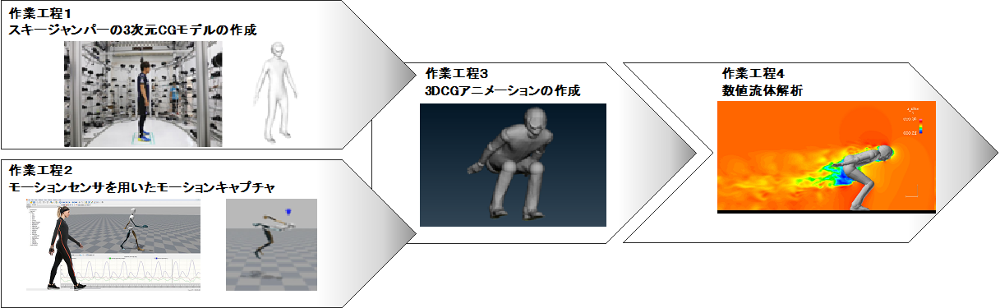 作業工程1
スキージャンパーの3次元CGモデルの作成
作業工程2
モーションセンサを用いたモーションキャプチャ
作業工程3
3DCGアニメーションの作成
作業工程4
数値流体解析